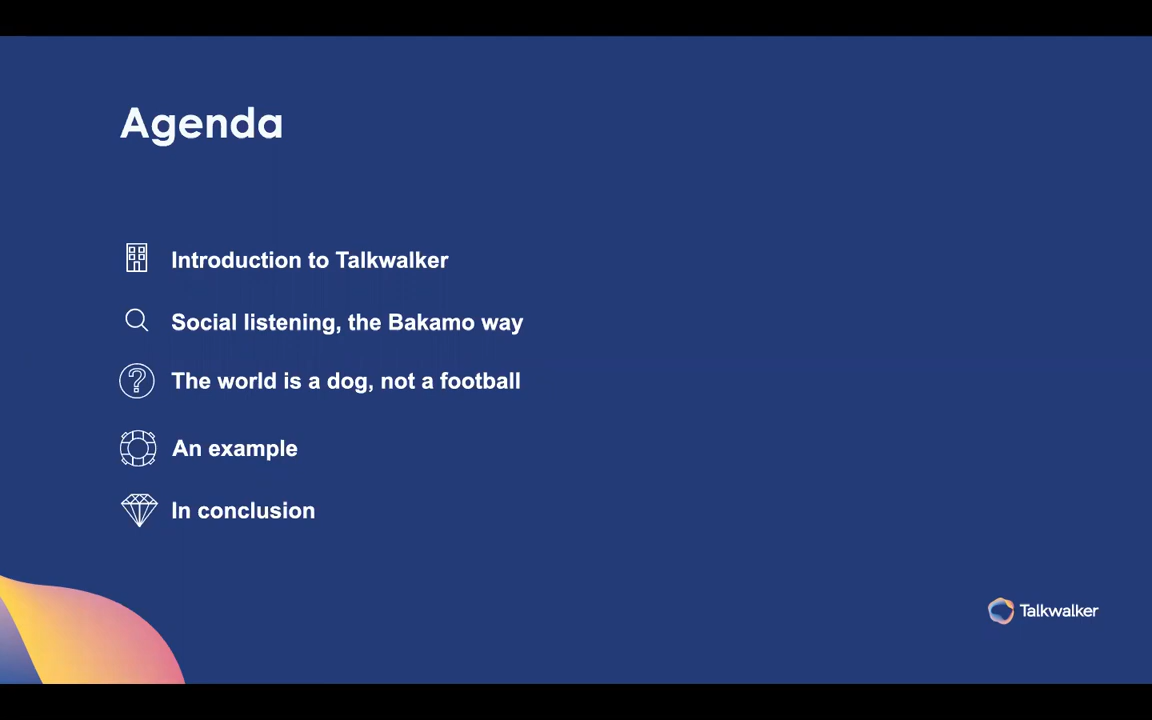 Agenda
Introduction to Talkwalker
Social listening, the Bakamo way
The world is a dog, not a football
An example
In conclusion
Talkwalker